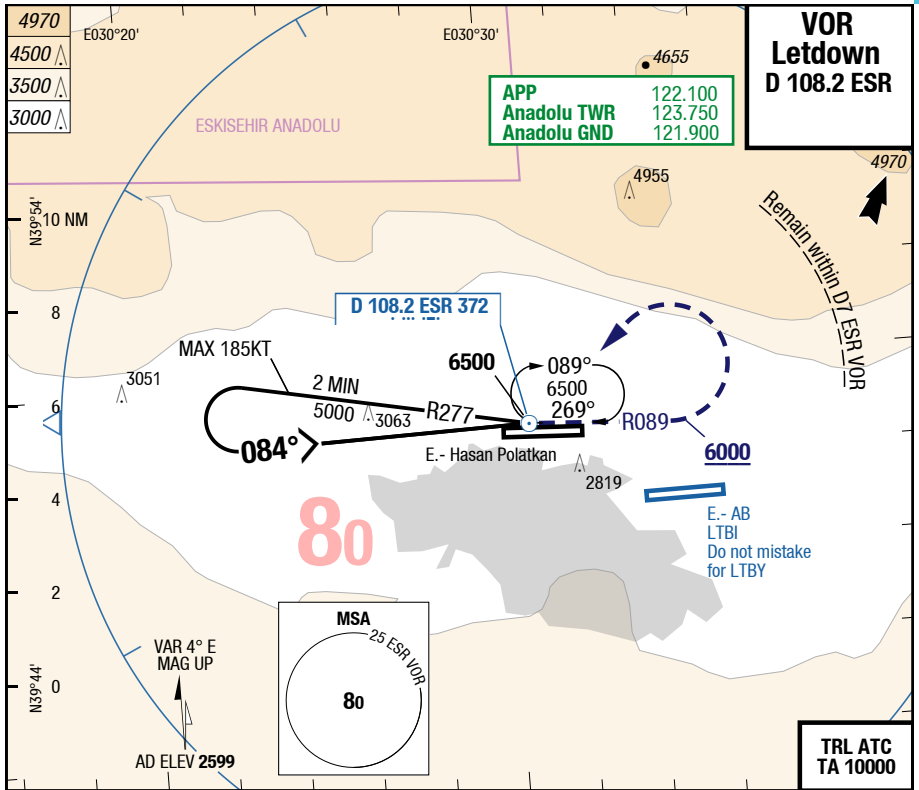 4970
4500
3500
3000
E030°20'
E030°30'
4655
VOR
Letdown
D 108.2 ESR
APP 122.100
Anadolu TWR 123.750
Anadolu GND 121.900
ESKISEHIR ANADOLU
4970
4955
N39°54'
10 NM
Remain within D7 ESR VOR
8
D 108.2 ESR 372
MAX 185KT
6500
089°
3051
2 MIN
6500
6
5000
3063
R277
269°
R089
084°
E.- Hasan Polatkan
6000
2819
4
80
E.- AB
LTBI
Do not mistake
for LTBY
2
MSA
25 ESR VOR
80
VAR 4° E
MAG UP
N39°44'
0
AD ELEV 2599
TRL ATC
TA 10000